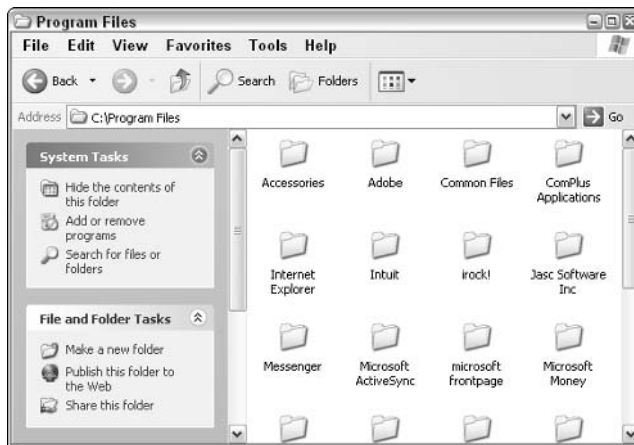 Program Files
File Edit View Favorites Tools Help
Back Search Folders
Address C:\Program Files Go
System Tasks
Hide the contents of
this folder
Add or remove
programs
Search for files or
folders
File and Folder Tasks
Make a new folder
Publish this folder to
the Web
Share this folder
Accessories Adobe Common Files ComPlus
Applications
Internet
Explorer Intuit irock! Jasc Software
Inc
Messenger Microsoft
ActiveSync microsoft
frontpage Microsoft
Money